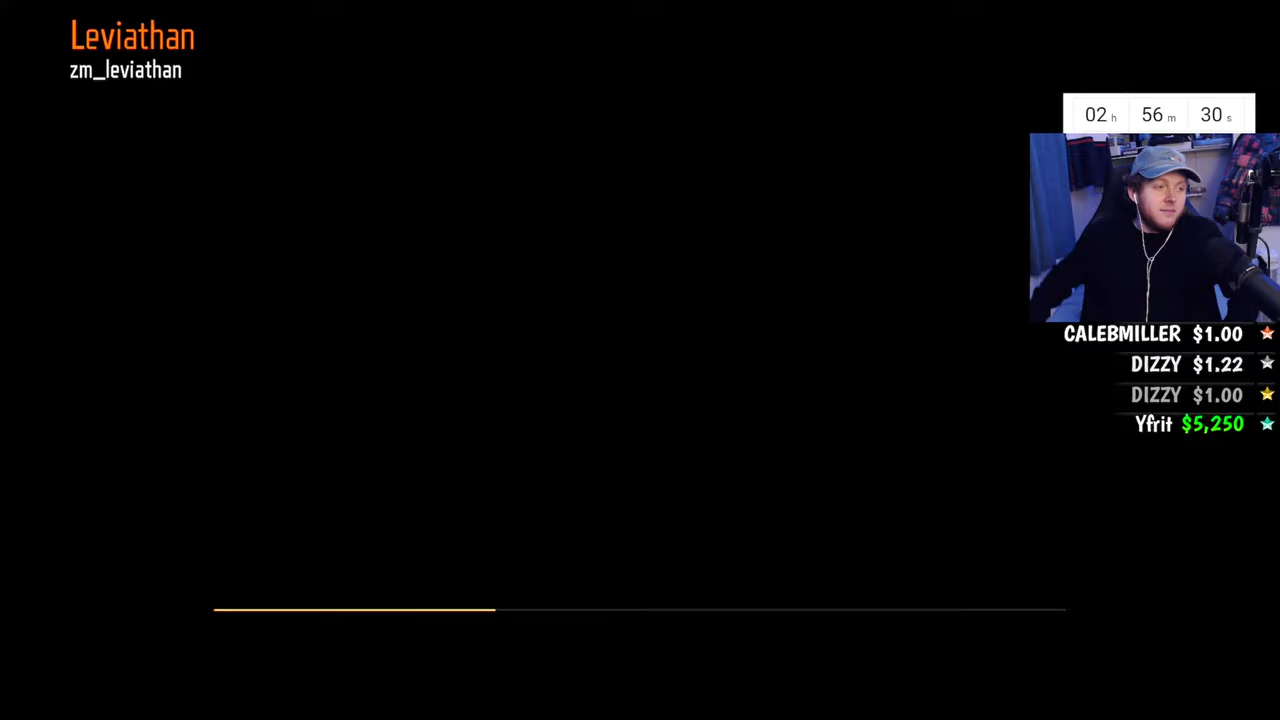 Leviathan
zm_leviathan
02 h 56 m 30 s
CALEBMILLER $1.00
DIZZY $1.22
DIZZY $1.00
Yfrit $5,250